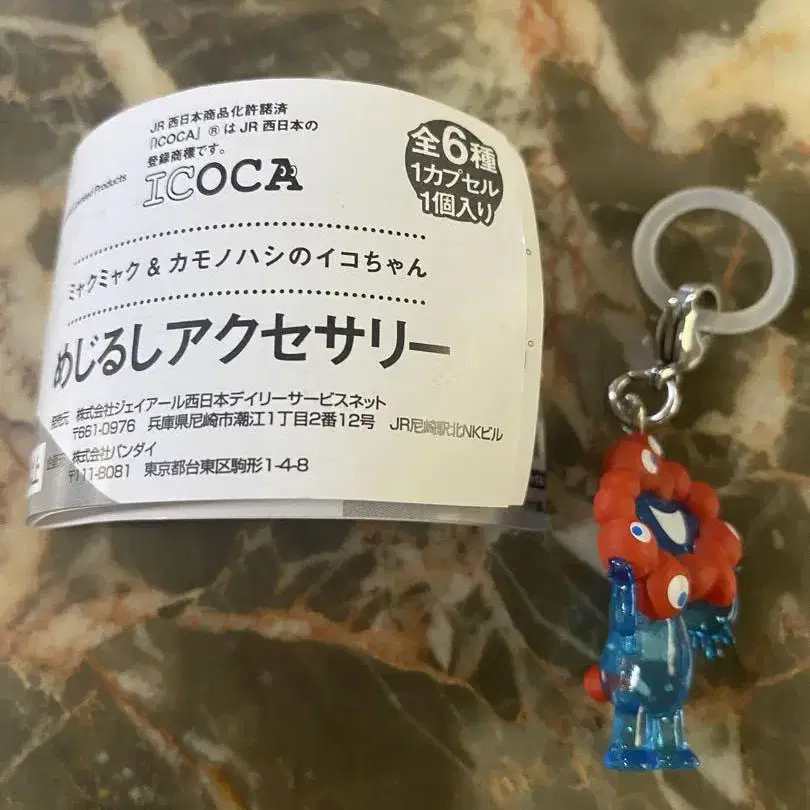 JR西日本商品化許諾済
「ICOCA」®はJR西日本の
登録商標です。
ICOCA
Licensed Products
全6種
1カプセル
1個入り
ミャクミャク & カモノハシのイコちゃん
めじるしアクセサリー
発売元 株式会社ジェイアール西日本デイリーサービスネット
〒661-0976 兵庫県尼崎市潮江1丁目2番12号 JR尼崎駅北NKビル
株式会社バンダイ
〒111-8081 東京都台東区駒形1-4-8